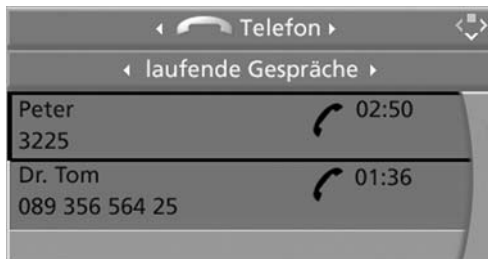 Telefon
laufende Gespräche
Peter 02:50
3225
Dr. Tom 01:36
089 356 564 25